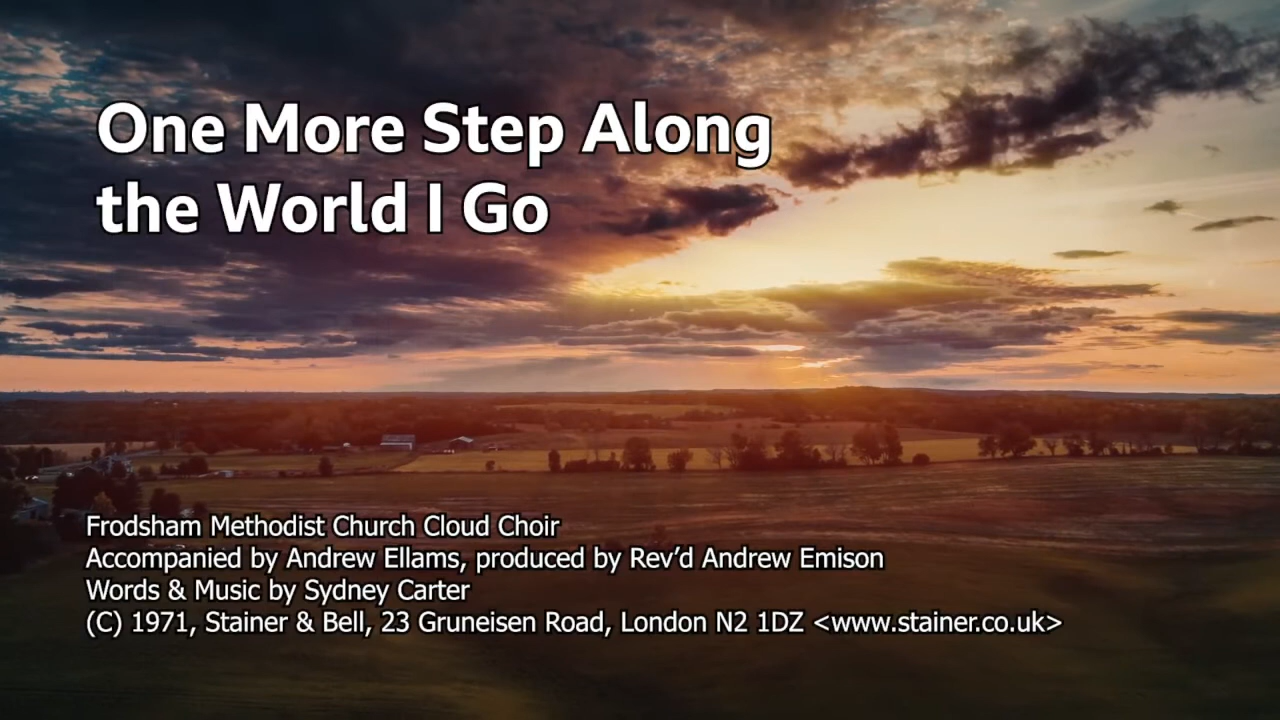 One More Step Along
the World I Go
Frodsham Methodist Church Cloud Choir
Accompanied by Andrew Ellams, produced by Rev’d Andrew Emison
Words & Music by Sydney Carter
(C) 1971, Stainer & Bell, 23 Gruneisen Road, London N2 1DZ <www.stainer.co.uk>